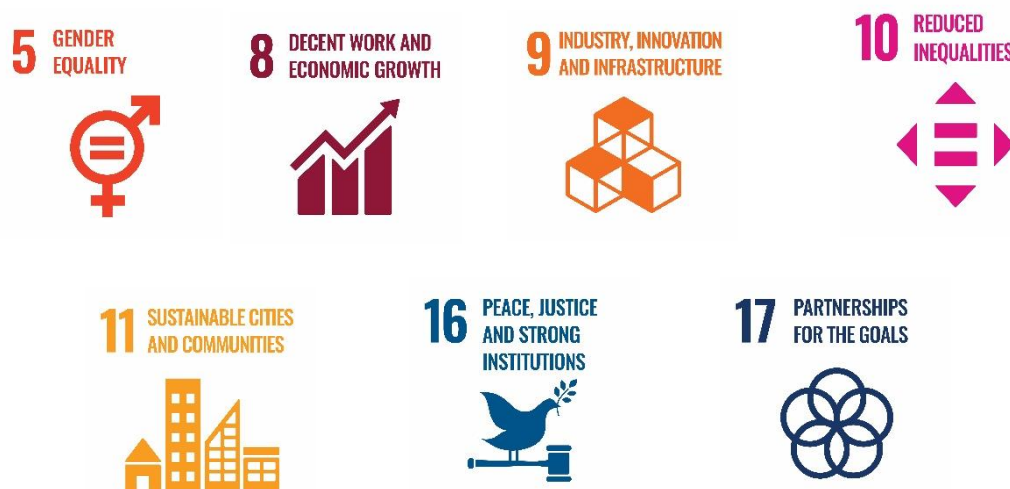 5 GENDER
EQUALITY
8 DECENT WORK AND
ECONOMIC GROWTH
9 INDUSTRY, INNOVATION
AND INFRASTRUCTURE
10 REDUCED
INEQUALITIES
11 SUSTAINABLE CITIES
AND COMMUNITIES
16 PEACE, JUSTICE
AND STRONG
INSTITUTIONS
17 PARTNERSHIPS
FOR THE GOALS